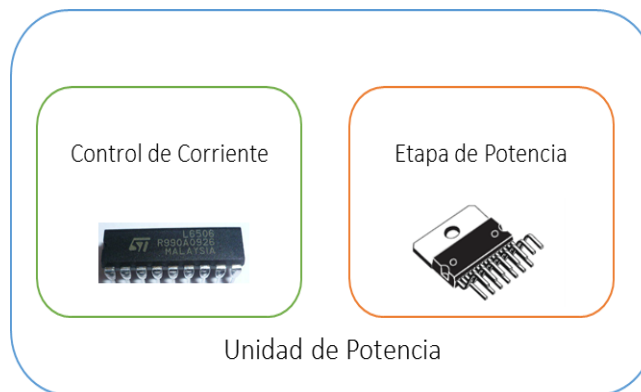 Control de Corriente
Etapa de Potencia
L6506
R990A0926
MALAYSIA
Unidad de Potencia